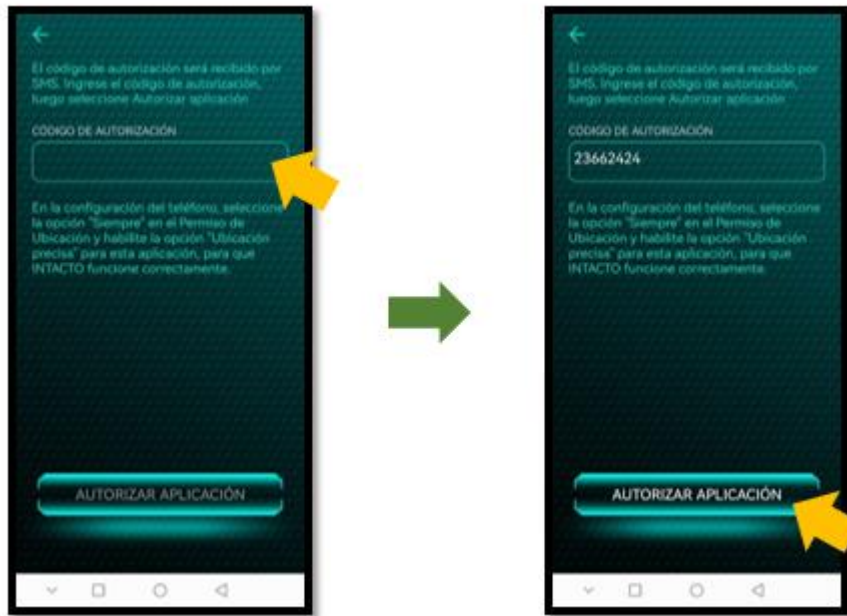 El código de autorización será recibido por
SMS. Ingrese el código de autorización,
luego seleccione Autorizar aplicación
CÓDIGO DE AUTORIZACIÓN
En la configuración del teléfono, seleccione
la opción "Siempre" en el Permiso de
Ubicación y habilite la opción "Ubicación
precisa" para esta aplicación, para que
INTACTO funcione correctamente.
AUTORIZAR APLICACIÓN
El código de autorización será recibido por
SMS. Ingrese el código de autorización,
luego seleccione Autorizar aplicación
CÓDIGO DE AUTORIZACIÓN
23662424
En la configuración del teléfono, seleccione
la opción "Siempre" en el Permiso de
Ubicación y habilite la opción "Ubicación
precisa" para esta aplicación, para que
INTACTO funcione correctamente.
AUTORIZAR APLICACIÓN